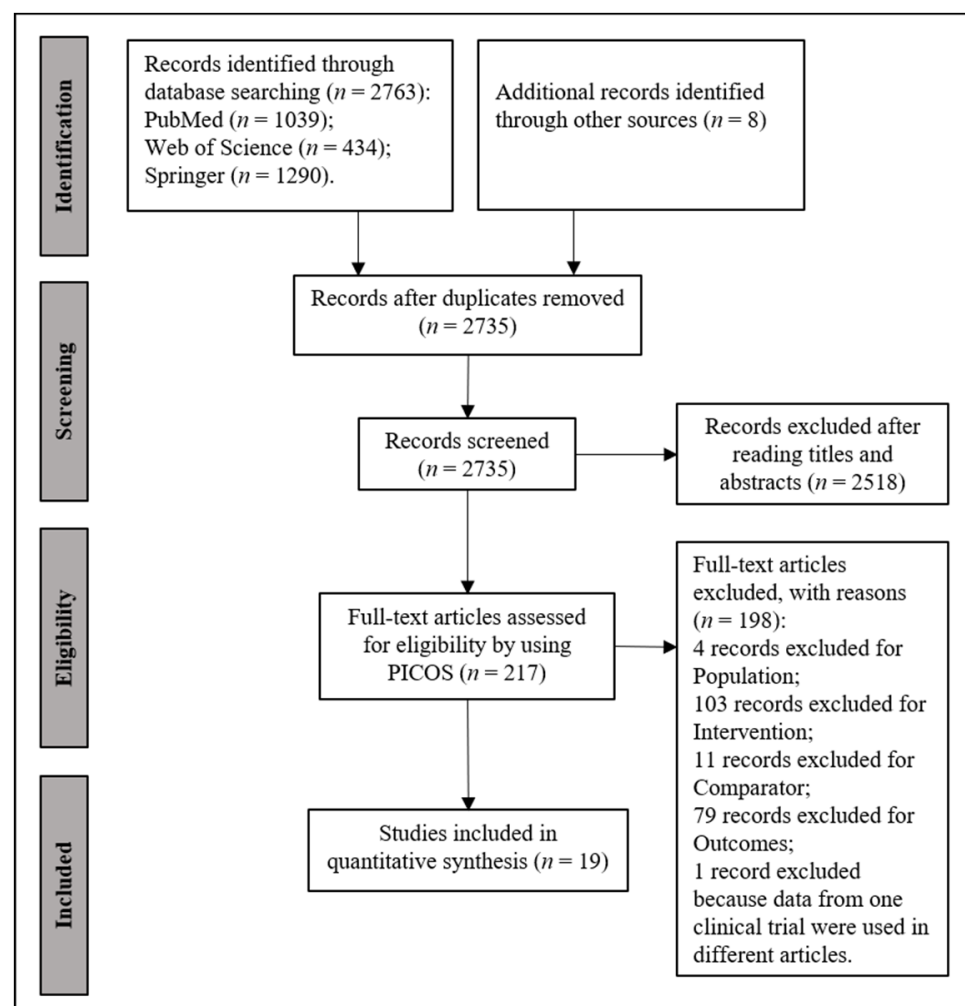 Identification
Records identified through
database searching (n = 2763):
PubMed (n = 1039);
Web of Science (n = 434);
Springer (n = 1290).
Additional records identified
through other sources (n = 8)
Screening
Records after duplicates removed
(n = 2735)
Records screened
(n = 2735)
Records excluded after
reading titles and
abstracts (n = 2518)
Eligibility
Full-text articles assessed
for eligibility by using
PICOS (n = 217)
Full-text articles
excluded, with reasons
(n = 198):
4 records excluded for
Population;
103 records excluded for
Intervention;
11 records excluded for
Comparator;
79 records excluded for
Outcomes;
1 record excluded
because data from one
clinical trial were used in
different articles.
Included
Studies included in
quantitative synthesis (n = 19)